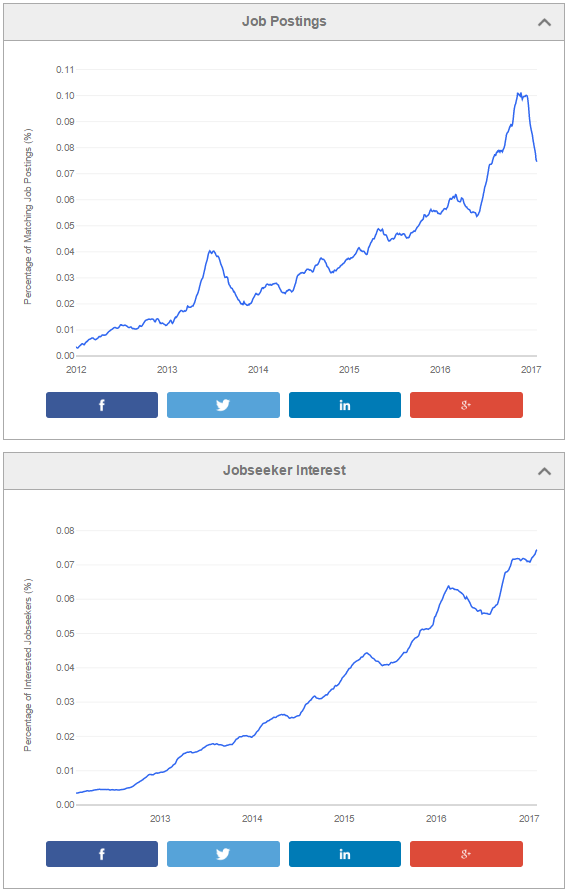 Job Postings
Percentage of Matching Job Postings (%)
0.11
0.10
0.09
0.08
0.07
0.06
0.05
0.04
0.03
0.02
0.01
0.00
2012 2013 2014 2015 2016 2017
f in g+
Jobseeker Interest
Percentage of Interested Jobseekers (%)
0.08
0.07
0.06
0.05
0.04
0.03
0.02
0.01
0.00
2013 2014 2015 2016 2017
f in g+